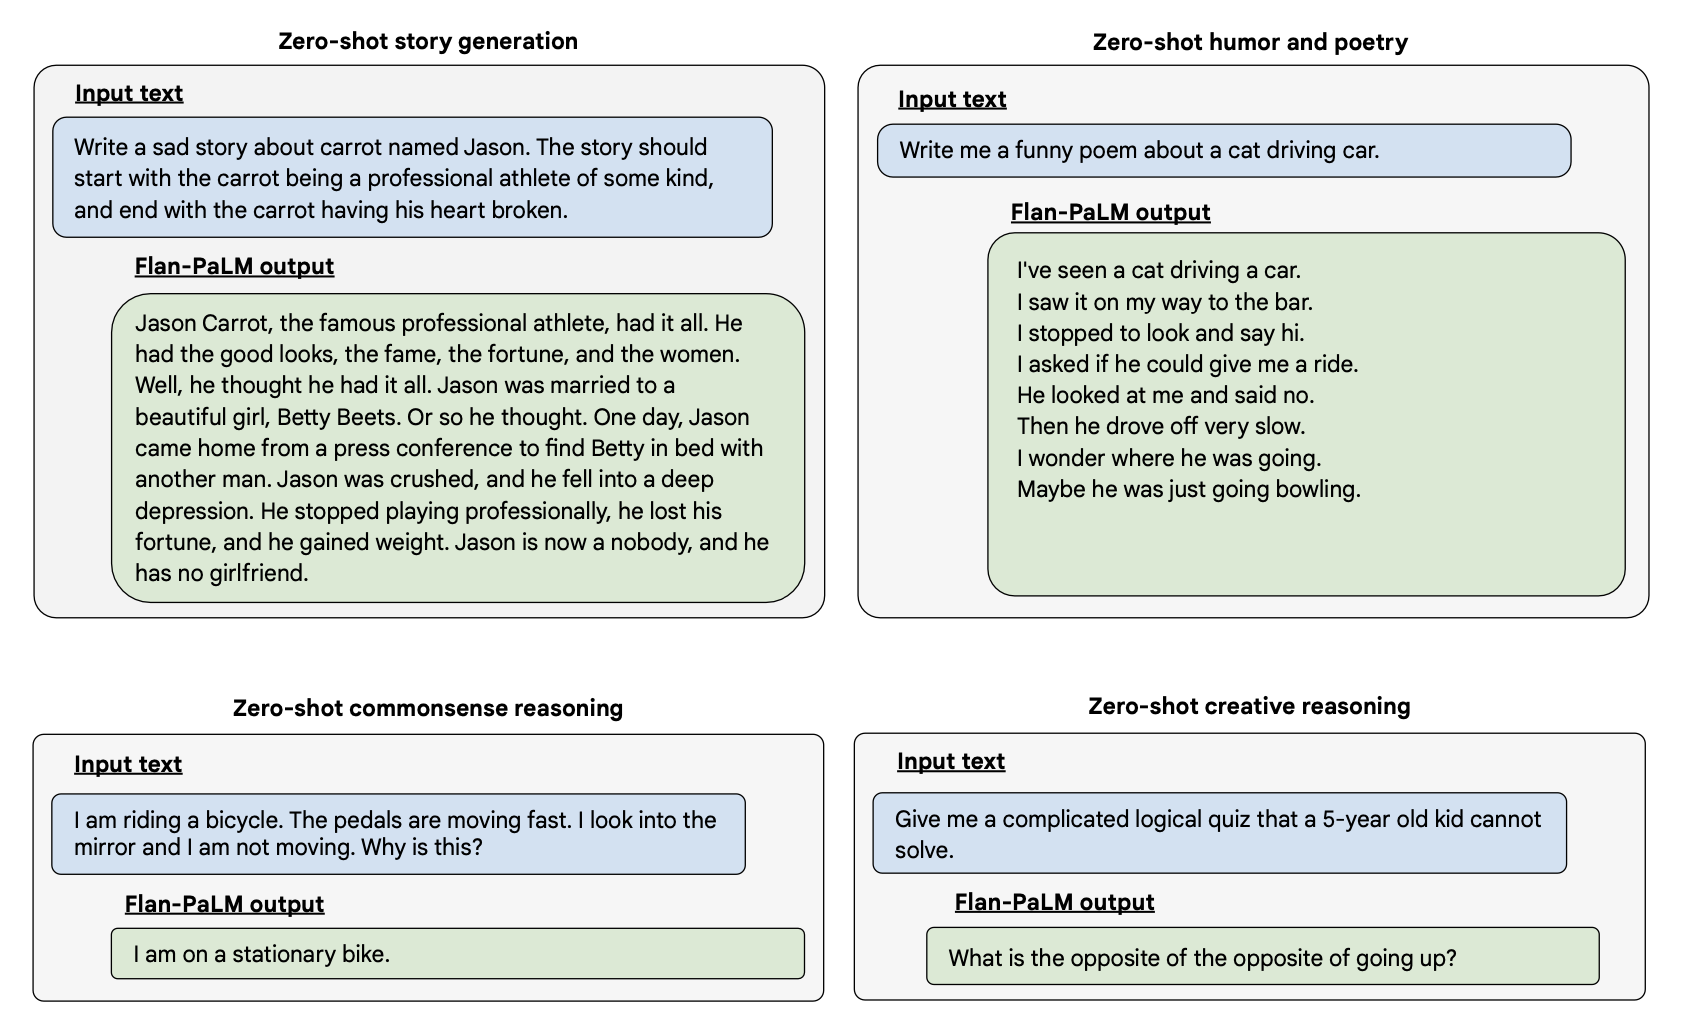 Zero-shot story generation
Input text
Write a sad story about carrot named Jason. The story should
start with the carrot being a professional athlete of some kind,
and end with the carrot having his heart broken.
Flan-PaLM output
Jason Carrot, the famous professional athlete, had it all. He
had the good looks, the fame, the fortune, and the women.
Well, he thought he had it all. Jason was married to a
beautiful girl, Betty Beets. Or so he thought. One day, Jason
came home from a press conference to find Betty in bed with
another man. Jason was crushed, and he fell into a deep
depression. He stopped playing professionally, he lost his
fortune, and he gained weight. Jason is now a nobody, and he
has no girlfriend.
Zero-shot humor and poetry
Input text
Write me a funny poem about a cat driving car.
Flan-PaLM output
I've seen a cat driving a car.
I saw it on my way to the bar.
I stopped to look and say hi.
I asked if he could give me a ride.
He looked at me and said no.
Then he drove off very slow.
I wonder where he was going.
Maybe he was just going bowling.
Zero-shot commonsense reasoning
Input text
I am riding a bicycle. The pedals are moving fast. I look into the
mirror and I am not moving. Why is this?
Flan-PaLM output
I am on a stationary bike.
Zero-shot creative reasoning
Input text
Give me a complicated logical quiz that a 5-year old kid cannot
solve.
Flan-PaLM output
What is the opposite of the opposite of going up?